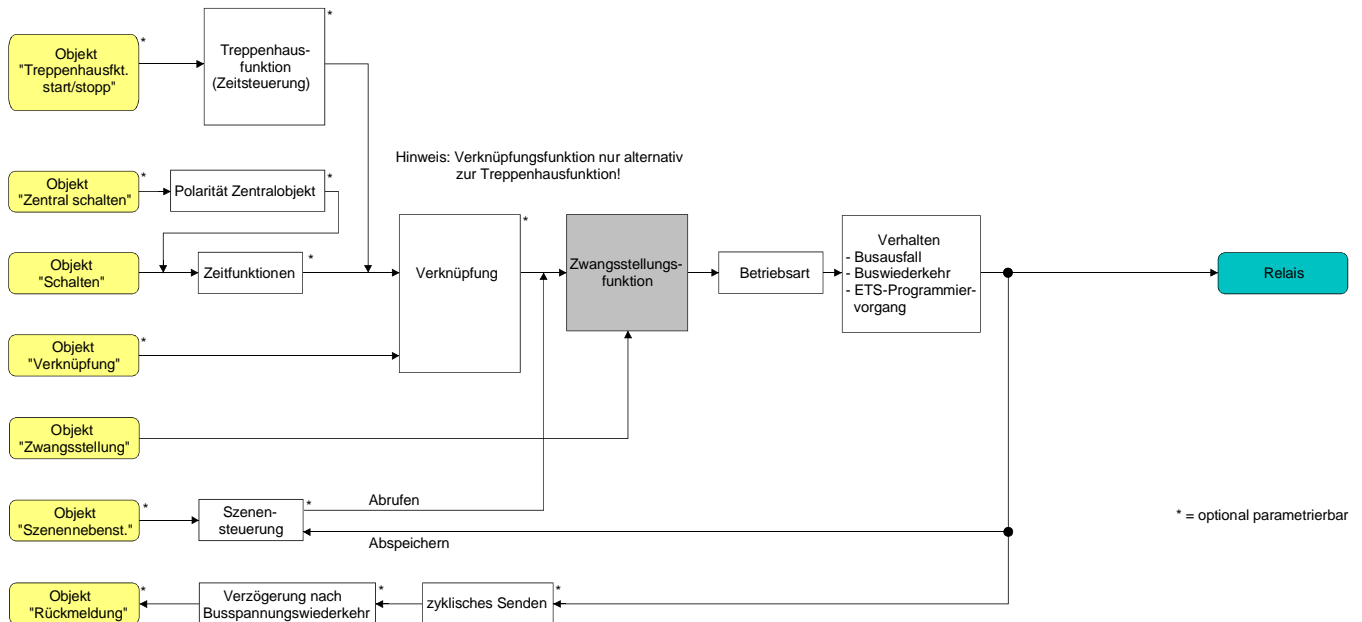 Objekt
"Treppenhausfkt.
start/stopp"
*
Treppenhaus-
funktion
(Zeitsteuerung)
*
Hinweis: Verknüpfungsfunktion nur alternativ
zur Treppenhausfunktion!
Objekt
"Zentral schalten"
*
Polarität Zentralobjekt
*
Objekt
"Schalten"
Zeitfunktionen
*
Verknüpfung
*
Zwangsstellungs-
funktion
Betriebsart
Verhalten
- Busausfall
- Buswiederkehr
- ETS-Programmier-
vorgang
Relais
Objekt
"Verknüpfung"
*
Objekt
"Zwangsstellung"
Objekt
"Szenennebenst."
*
Szenen-
steuerung
*
Abrufen
Abspeichern
* = optional parametrierbar
Objekt
"Rückmeldung"
*
Verzögerung nach
Busspannungswiederkehr
*
zyklisches Senden
*